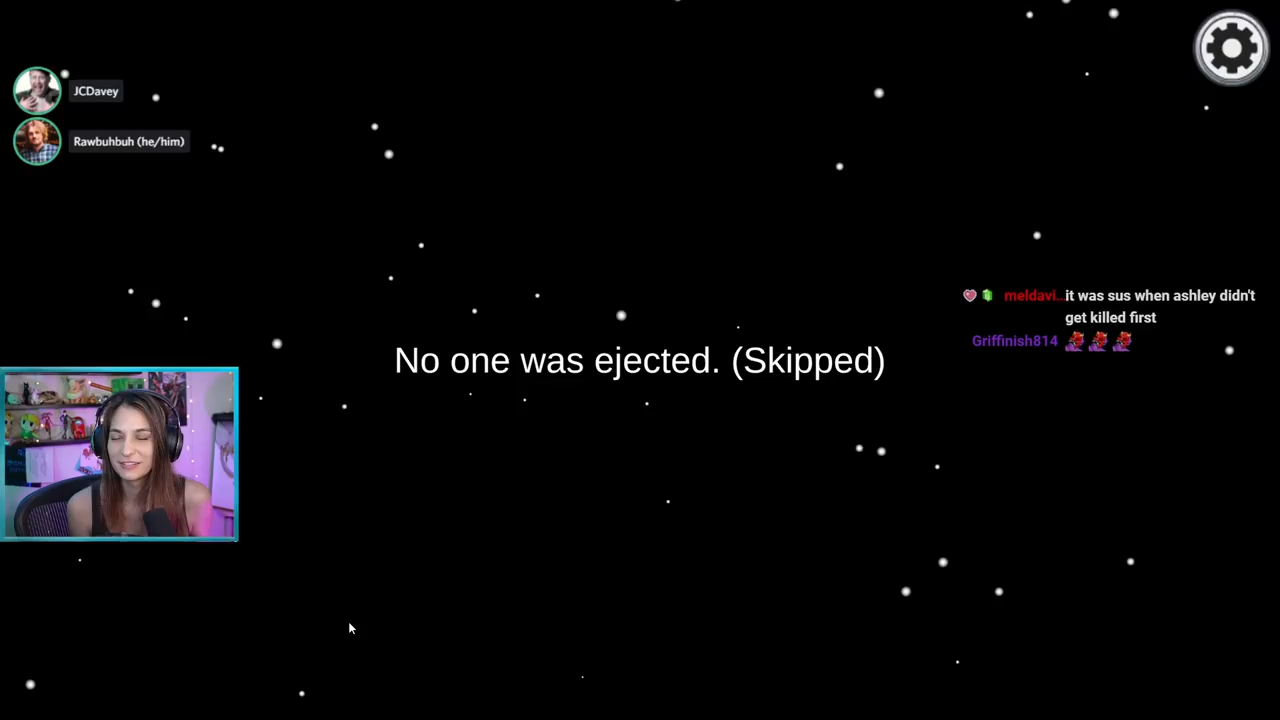 JCDavey
Rawbuhbuh (he/him)
meldavi... it was sus when ashley didn't
get killed first
Griffinish814
No one was ejected. (Skipped)